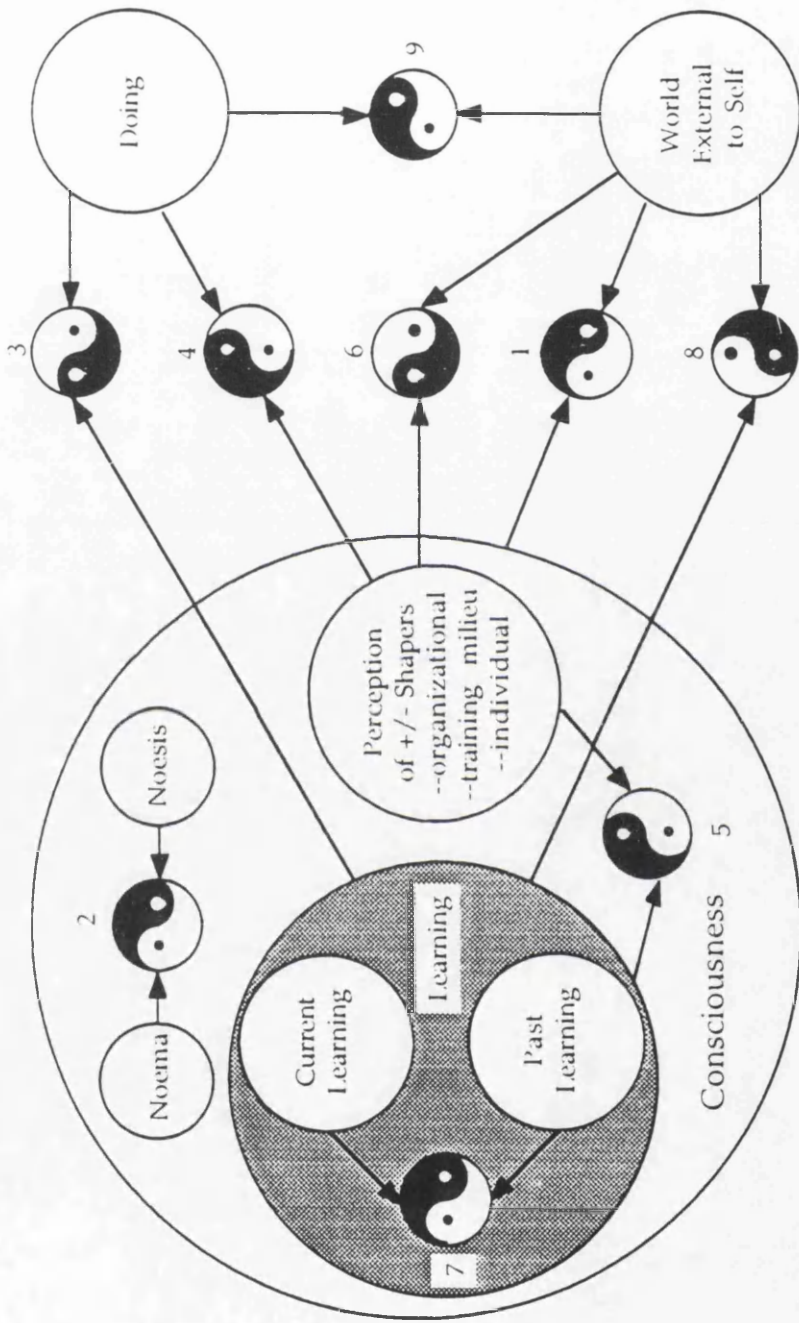 2
Noema
Noesis
Current
Learning
Learning
7
Past
Learning
Perception
of +/- Shapers
--organizational
--training milieu
--individual
Consciousness
5
3
4
6
1
8
Doing
9
World
External
to Self